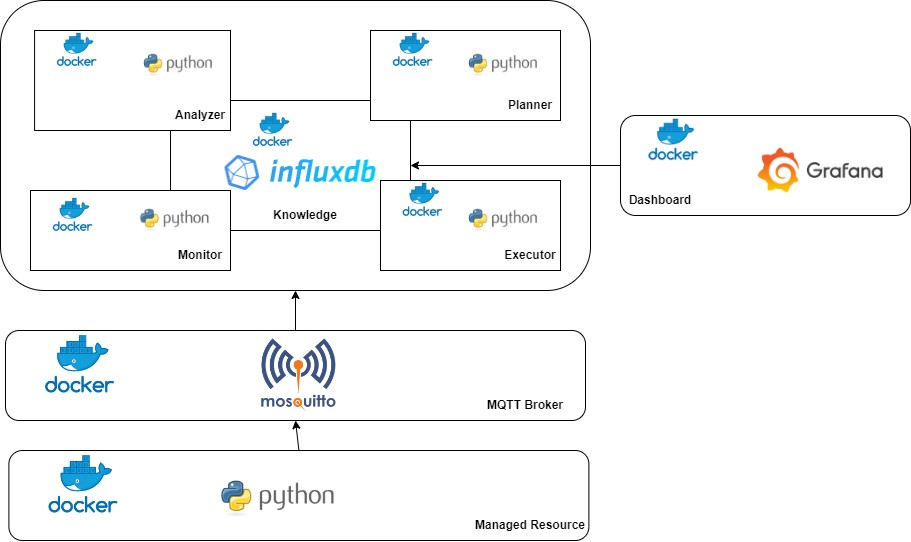 docker
python
Analyzer
docker
python
Planner
docker
influxdb
Knowledge
docker
python
Monitor
docker
python
Executor
docker
Grafana
Dashboard
docker
mosquitto
MQTT Broker
docker
python
Managed Resource